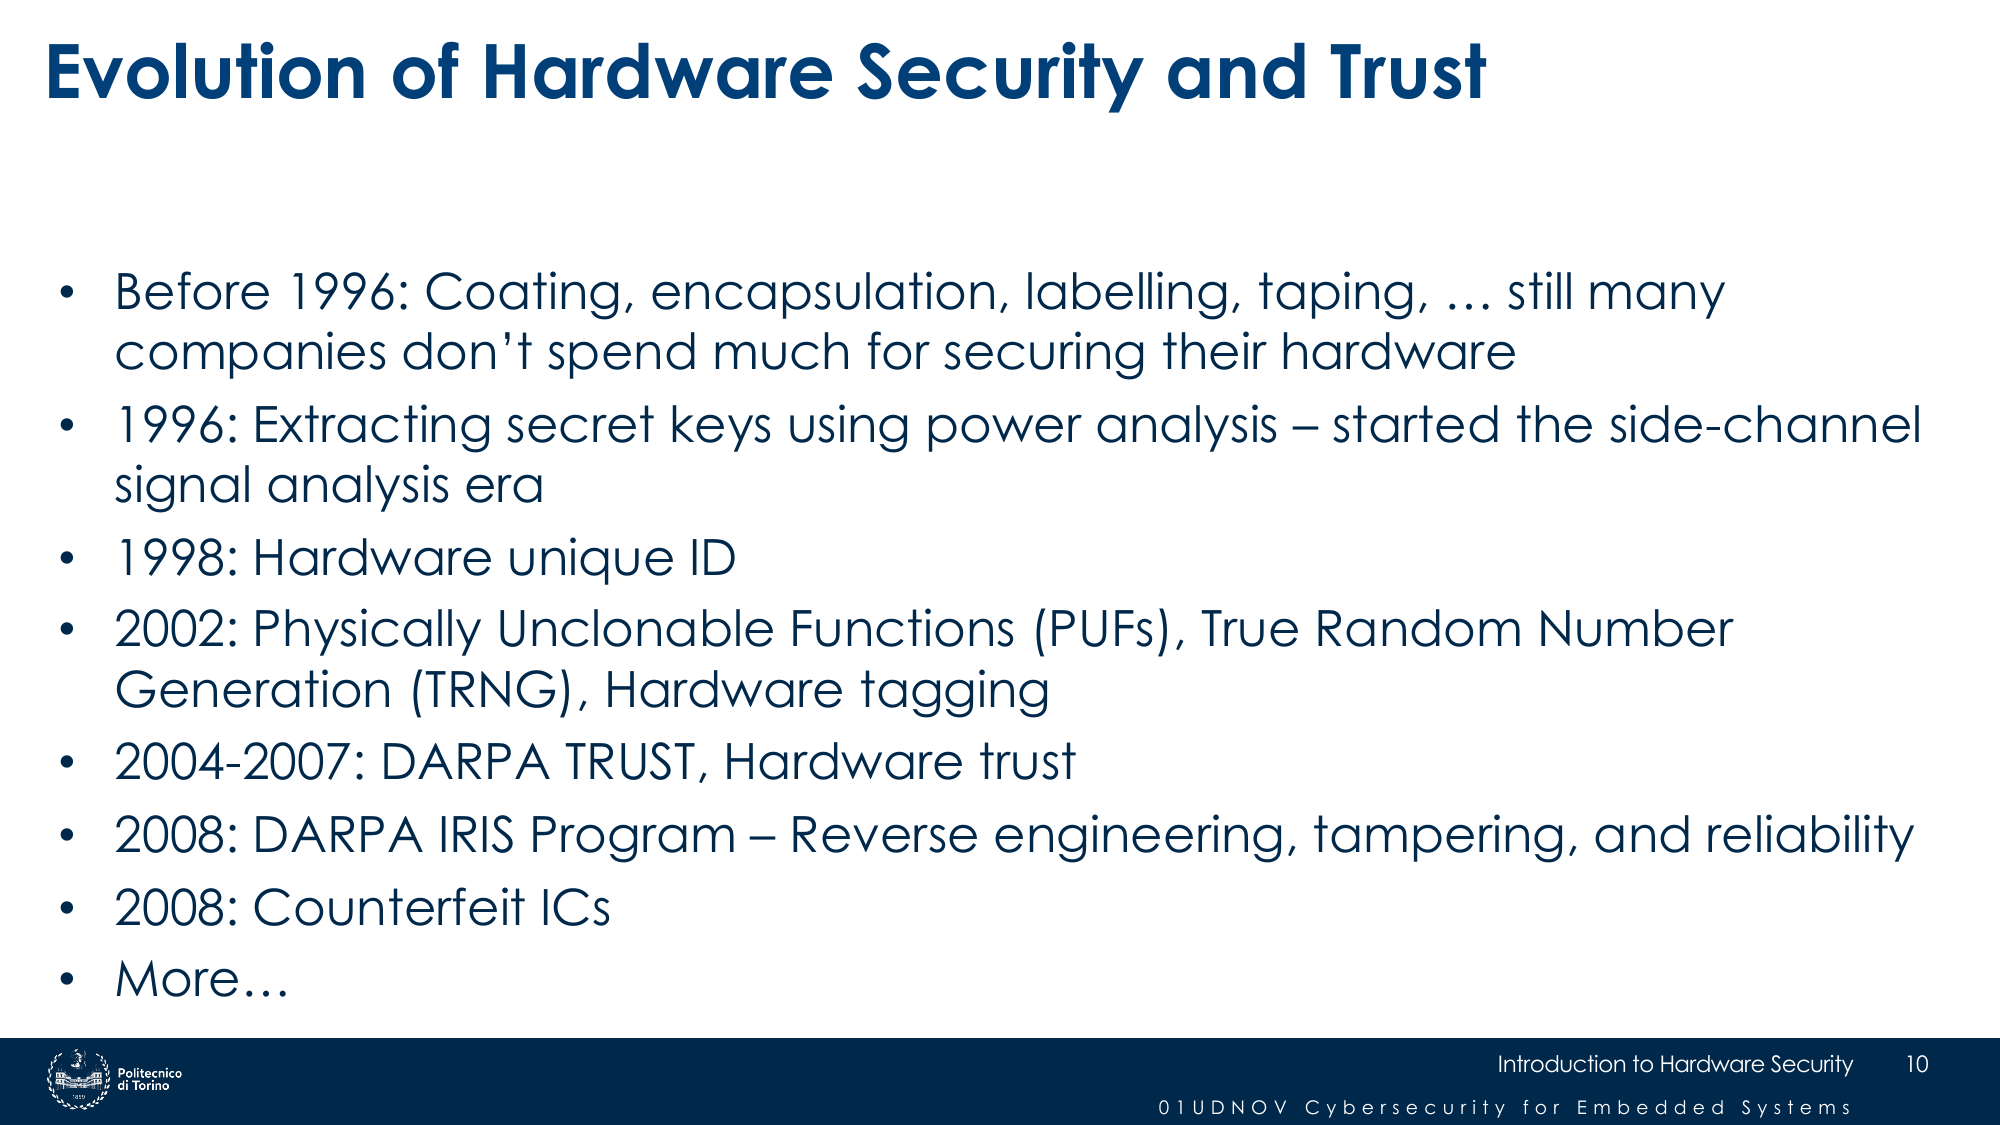 Evolution of Hardware Security and Trust
• Before 1996: Coating, encapsulation, labelling, taping, … still many
companies don’t spend much for securing their hardware
• 1996: Extracting secret keys using power analysis – started the side-channel
signal analysis era
• 1998: Hardware unique ID
• 2002: Physically Unclonable Functions (PUFs), True Random Number
Generation (TRNG), Hardware tagging
• 2004-2007: DARPA TRUST, Hardware trust
• 2008: DARPA IRIS Program – Reverse engineering, tampering, and reliability
• 2008: Counterfeit ICs
• More…
1859
Politecnico
di Torino
Introduction to Hardware Security 10
01UDNOV Cybersecurity for Embedded Systems